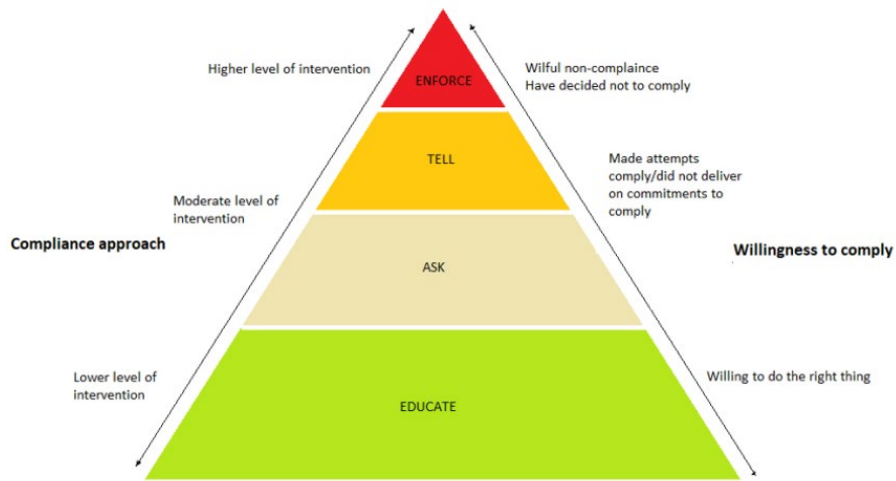 Higher level of intervention
ENFORCE
Wilful non-complaince
Have decided not to comply
TELL
Made attempts
comply/did not deliver
on commitments to
comply
Moderate level of
intervention
Compliance approach
Willingness to comply
ASK
Lower level of
intervention
Willing to do the right thing
EDUCATE